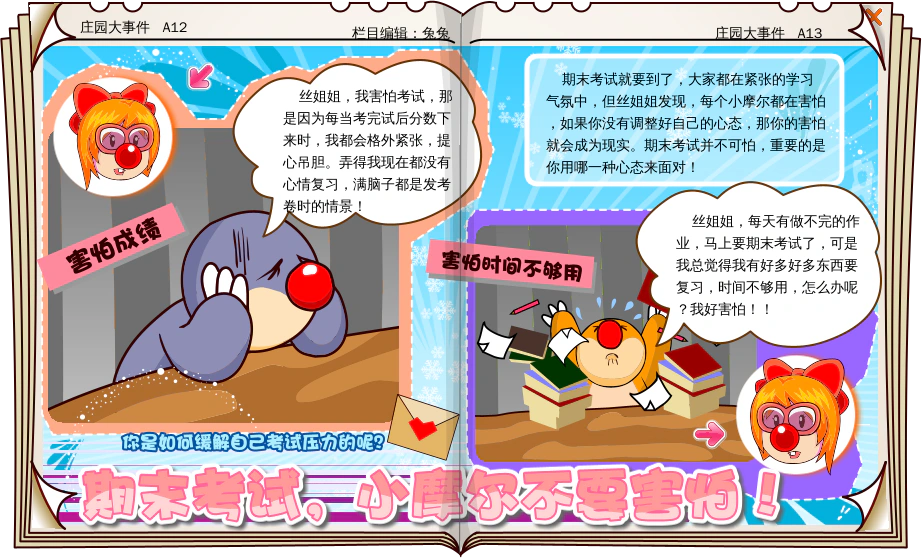 庄园大事件 A12
栏目编辑：兔兔
丝姐姐，我害怕考试，那
是因为每当考完试后分数下
来时，我都会格外紧张，提
心吊胆。弄得我现在都没有
心情复习，满脑子都是发考
卷时的情景！
害怕成绩
你是如何缓解自己考试压力的呢？
庄园大事件 A13
期末考试就要到了，大家都在紧张的学习
气氛中，但丝姐姐发现，每个小摩尔都在害怕
，如果你没有调整好自己的心态，那你的害怕
就会成为现实。期末考试并不可怕，重要的是
你用哪一种心态来面对！
害怕时间不够用
丝姐姐，每天有做不完的作
业，马上要期末考试了，可是
我总觉得我有好多好多东西要
复习，时间不够用，怎么办呢
？我好害怕！！
期末考试，小摩尔不要害怕！